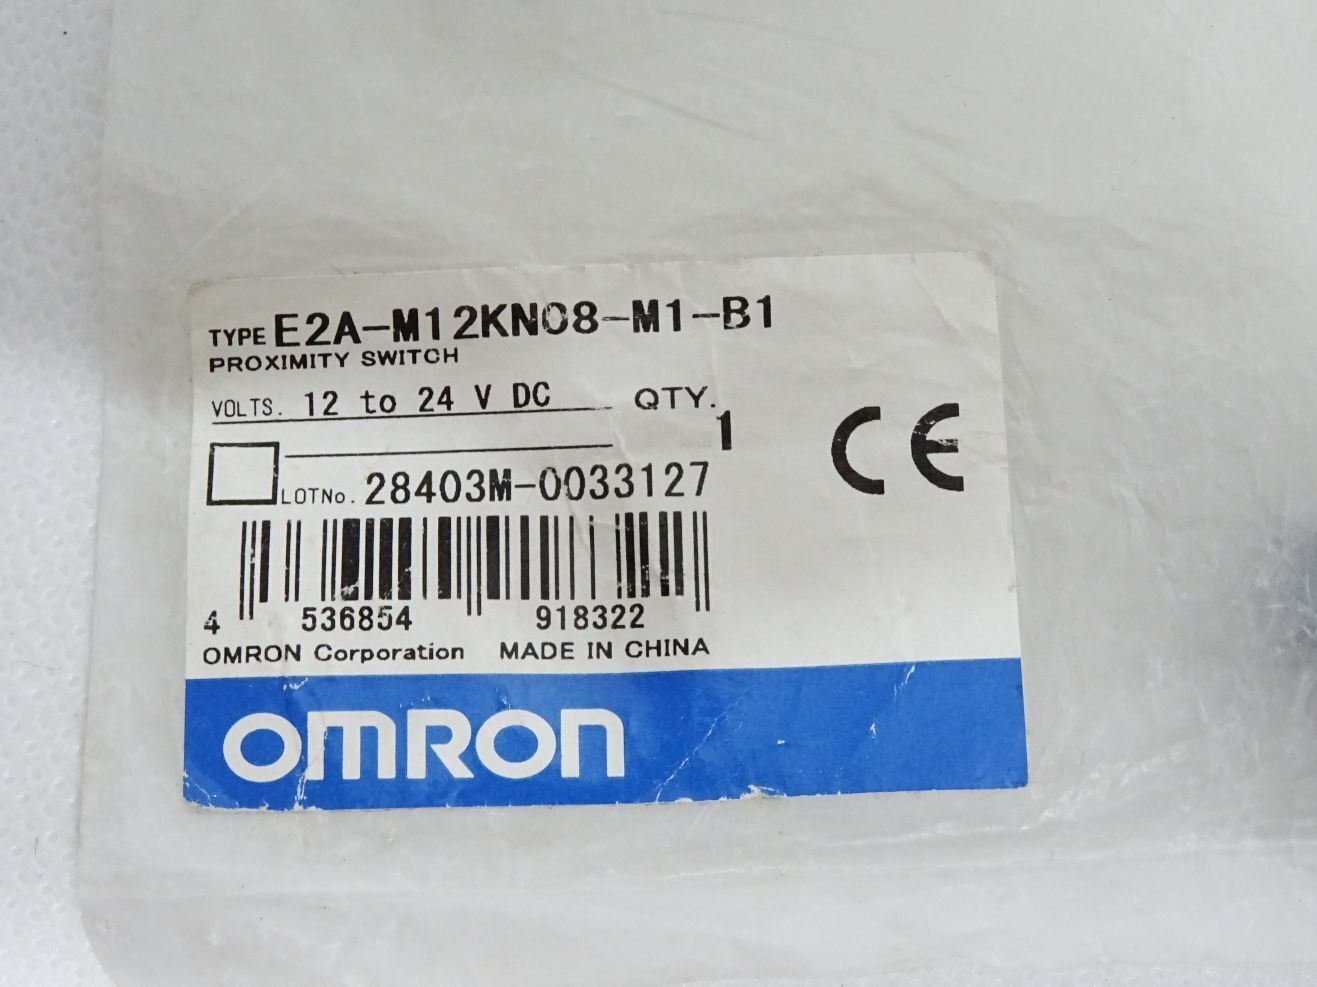 TYPE E2A-M12KN08-M1-B1
PROXIMITY SWITCH
VOLTS. 12 to 24 V DC QTY. 1
LOTNo. 28403M-0033127
4 536854 918322
OMRON Corporation MADE IN CHINA
CE
OMRON